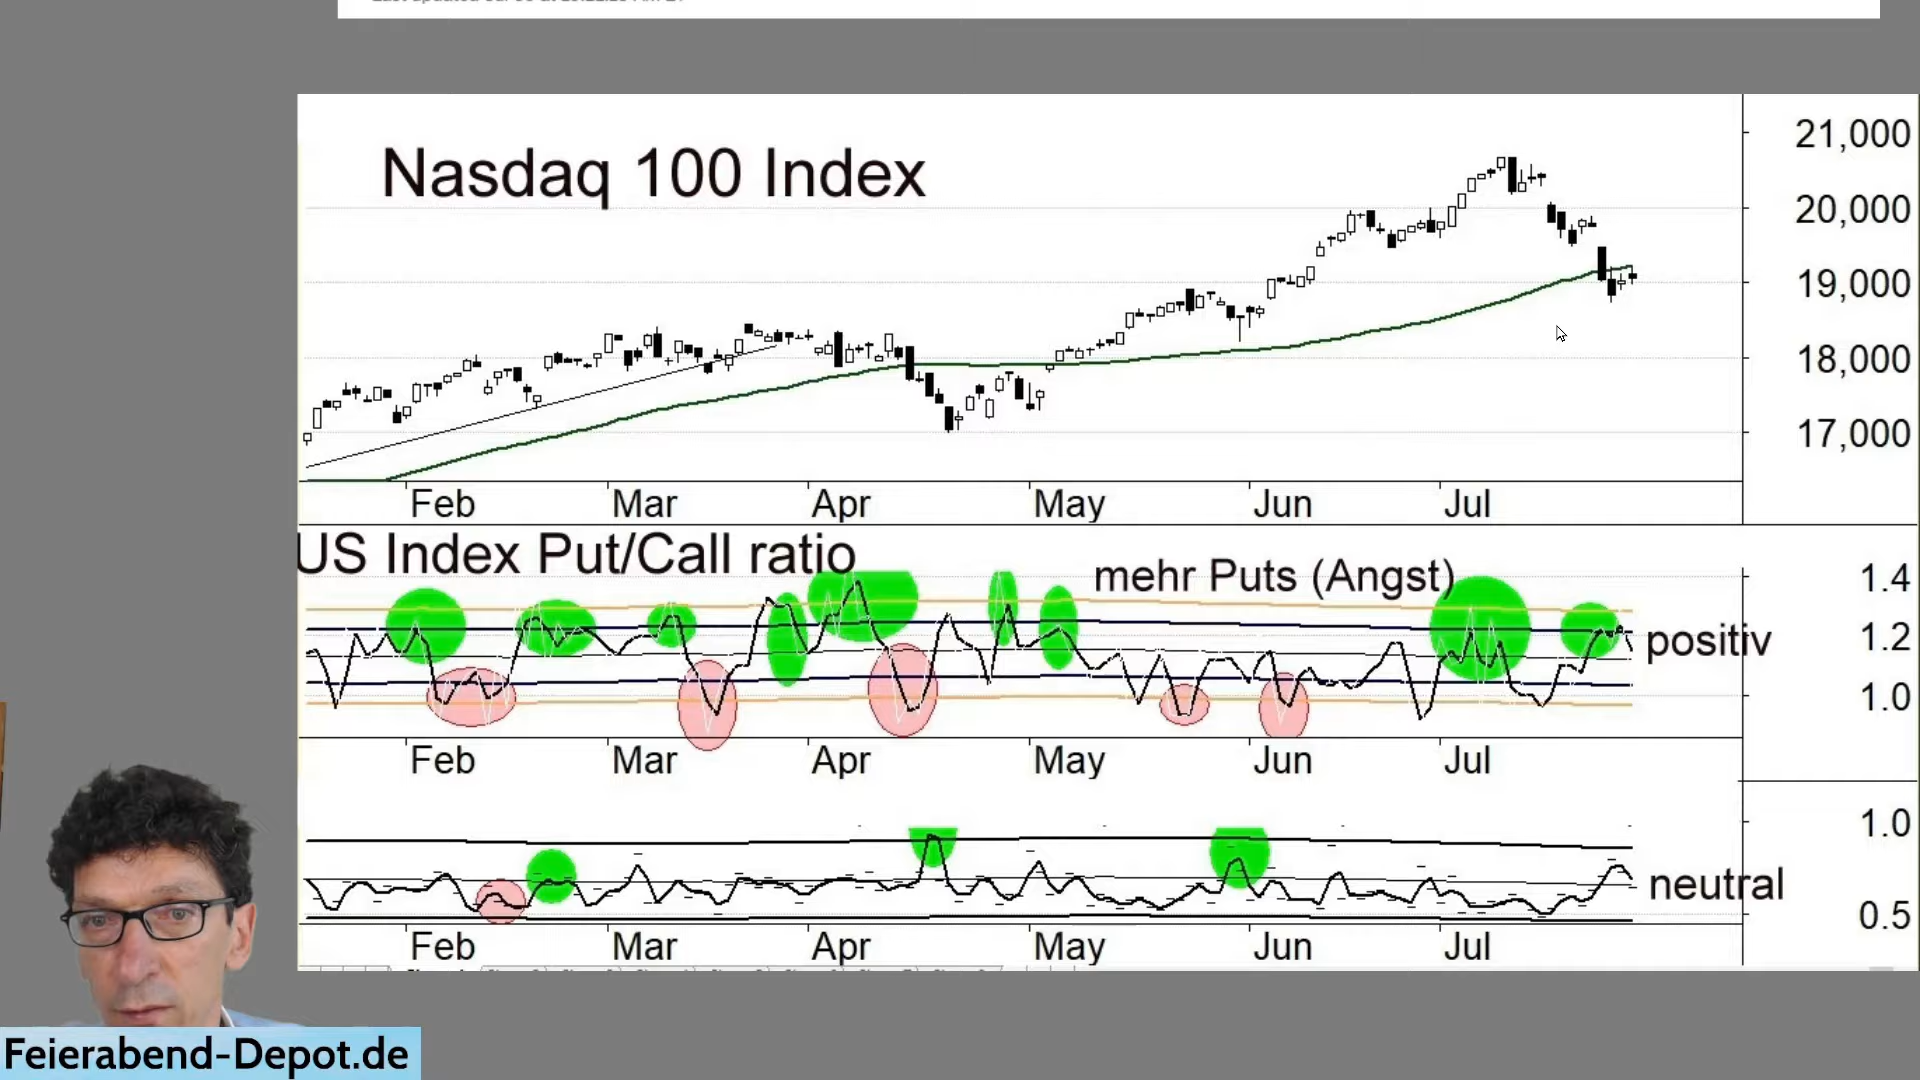 Nasdaq 100 Index
21,000
20,000
19,000
18,000
17,000
Feb Mar Apr May Jun Jul
US Index Put/Call ratio
mehr Puts (Angst)
1.4
1.2
1.0
positiv
Feb Mar Apr May Jun Jul
1.0
0.5
neutral
Feb Mar Apr May Jun Jul
Feierabend-Depot.de